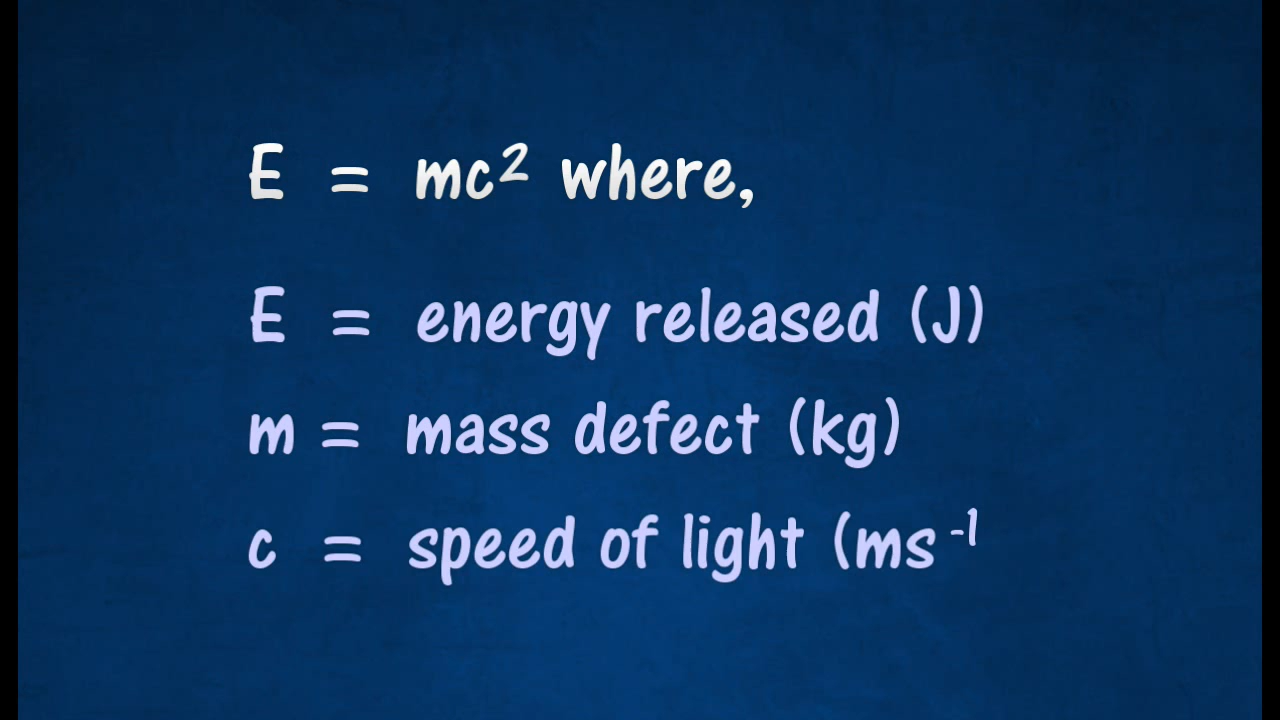 E = mc² where,
E = energy released (J)
m = mass defect (kg)
c = speed of light (ms⁻¹